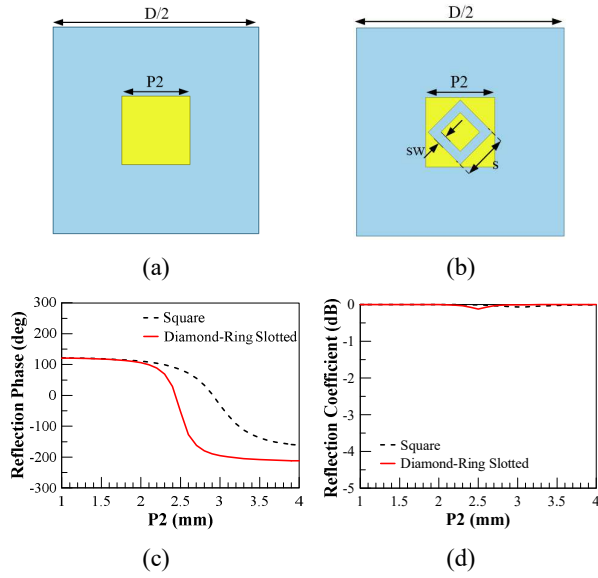 D/2
P2
(a)
D/2
P2
sw
s
(b)
Reflection Phase (deg)
300
200
100
0
-100
-200
-300
Square
Diamond-Ring Slotted
1
1.5
2
2.5
3
3.5
4
P2 (mm)
(c)
Reflection Coefficient (dB)
0
-1
-2
-3
-4
-5
Square
Diamond-Ring Slotted
1
1.5
2
2.5
3
3.5
4
P2 (mm)
(d)